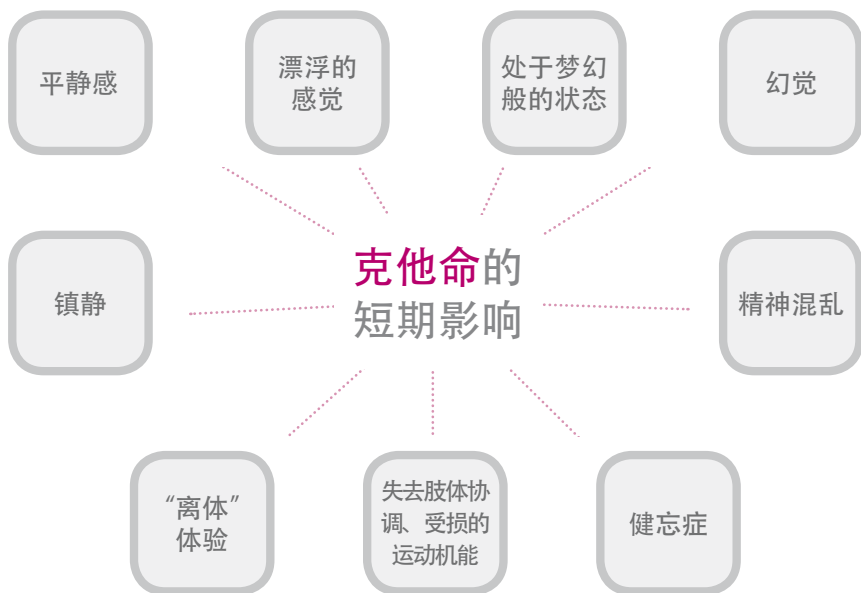 平静感
漂浮的
感觉
处于梦幻
般的状态
幻觉
镇静
克他命的
短期影响
精神混乱
“离体”
体验
失去肢体协
调、受损的
运动机能
健忘症